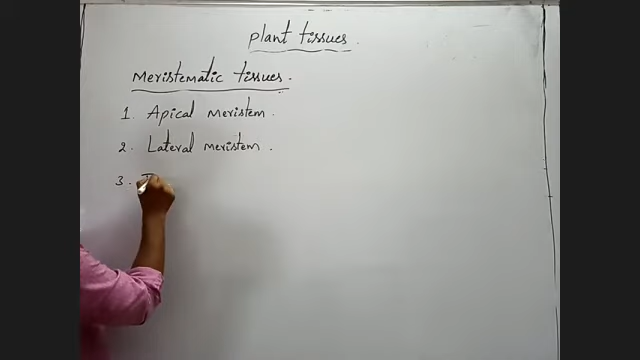 plant tissues.
Meristematic tissues.
1. Apical meristem.
2. Lateral meristem.
3.